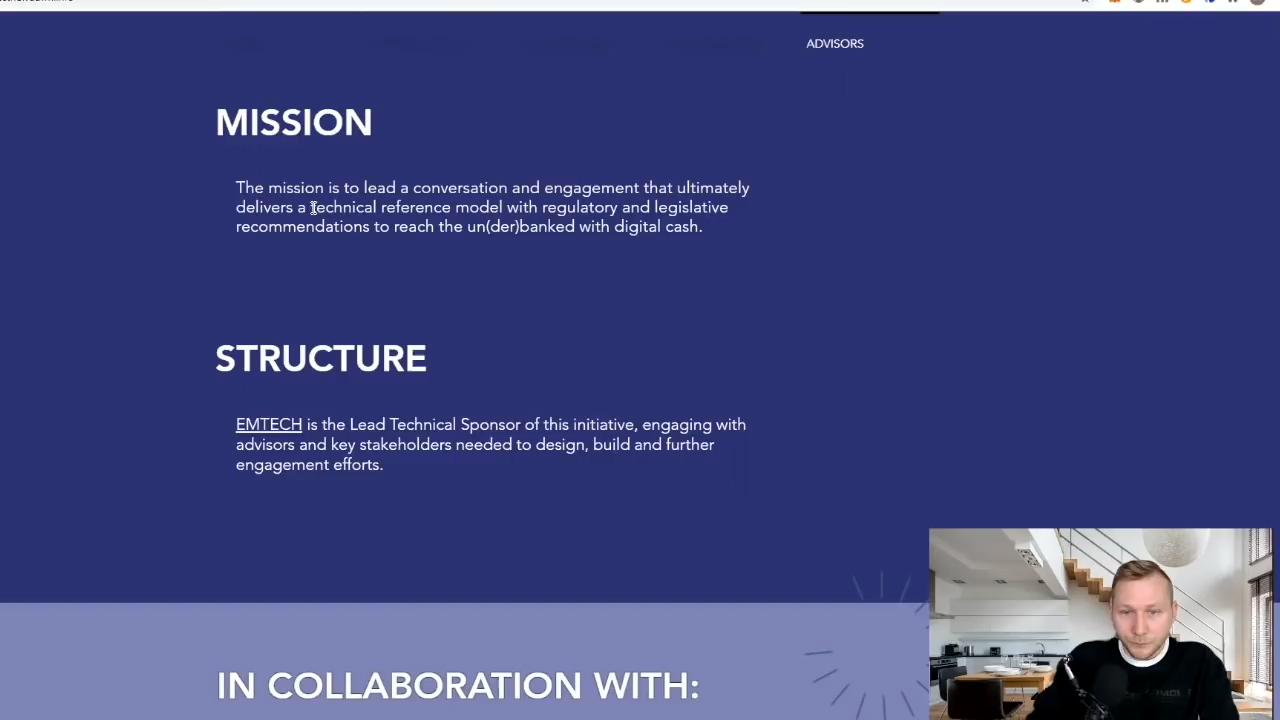 ADVISORS
MISSION
The mission is to lead a conversation and engagement that ultimately
delivers a technical reference model with regulatory and legislative
recommendations to reach the un(der)banked with digital cash.
STRUCTURE
EMTECH is the Lead Technical Sponsor of this initiative, engaging with
advisors and key stakeholders needed to design, build and further
engagement efforts.
IN COLLABORATION WITH: